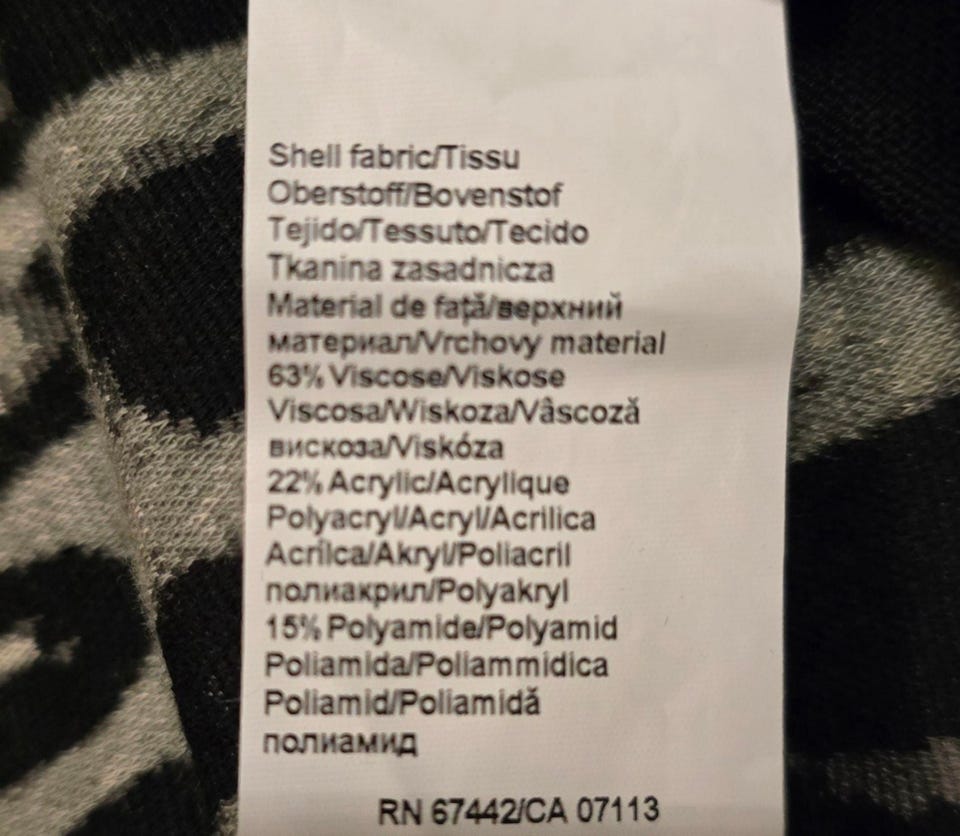 Shell fabric/Tissu
Oberstoff/Bovenstof
Tejido/Tessuto/Tecido
Tkanina zasadnicza
Material de faţă/верхний
материал/Vrchovy material
63% Viscose/Viskose
Viscosa/Wiskoza/Vâscoză
вискоза/Viskóza
22% Acrylic/Acrylique
Polyacryl/Acryl/Acrilica
Acrílca/Akryl/Poliacril
полиакрил/Polyakryl
15% Polyamide/Polyamid
Poliamida/Poliammidica
Poliamid/Poliamidă
полиамид
RN 67442/CA 07113